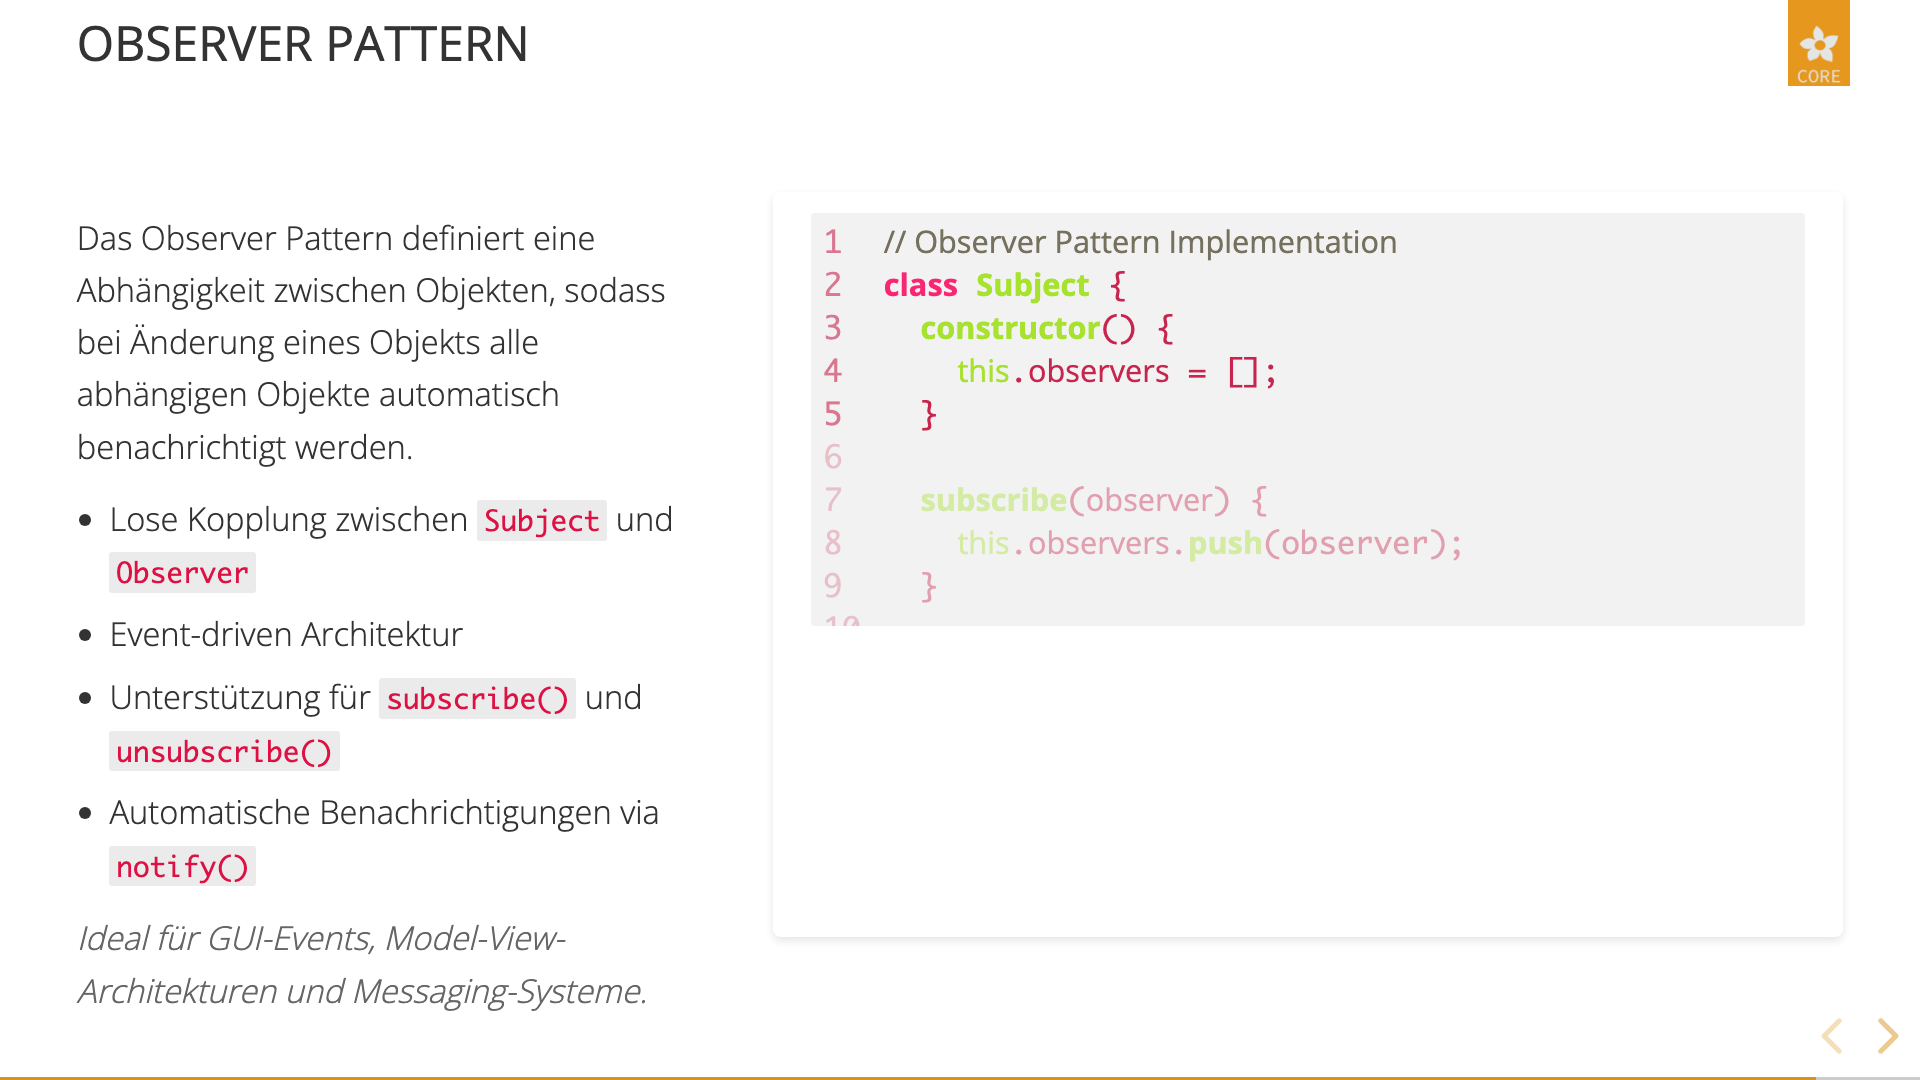 OBSERVER PATTERN
CORE
Das Observer Pattern definiert eine
Abhängigkeit zwischen Objekten, sodass
bei Änderung eines Objekts alle
abhängigen Objekte automatisch
benachrichtigt werden.
• Lose Kopplung zwischen Subject und
Observer
• Event-driven Architektur
• Unterstützung für subscribe() und
unsubscribe()
• Automatische Benachrichtigungen via
notify()
Ideal für GUI-Events, Model-View-
Architekturen und Messaging-Systeme.
1 // Observer Pattern Implementation
2 class Subject {
3 constructor() {
4 this.observers = [];
5 }
6
7 subscribe(observer) {
8 this.observers.push(observer);
9 }
10